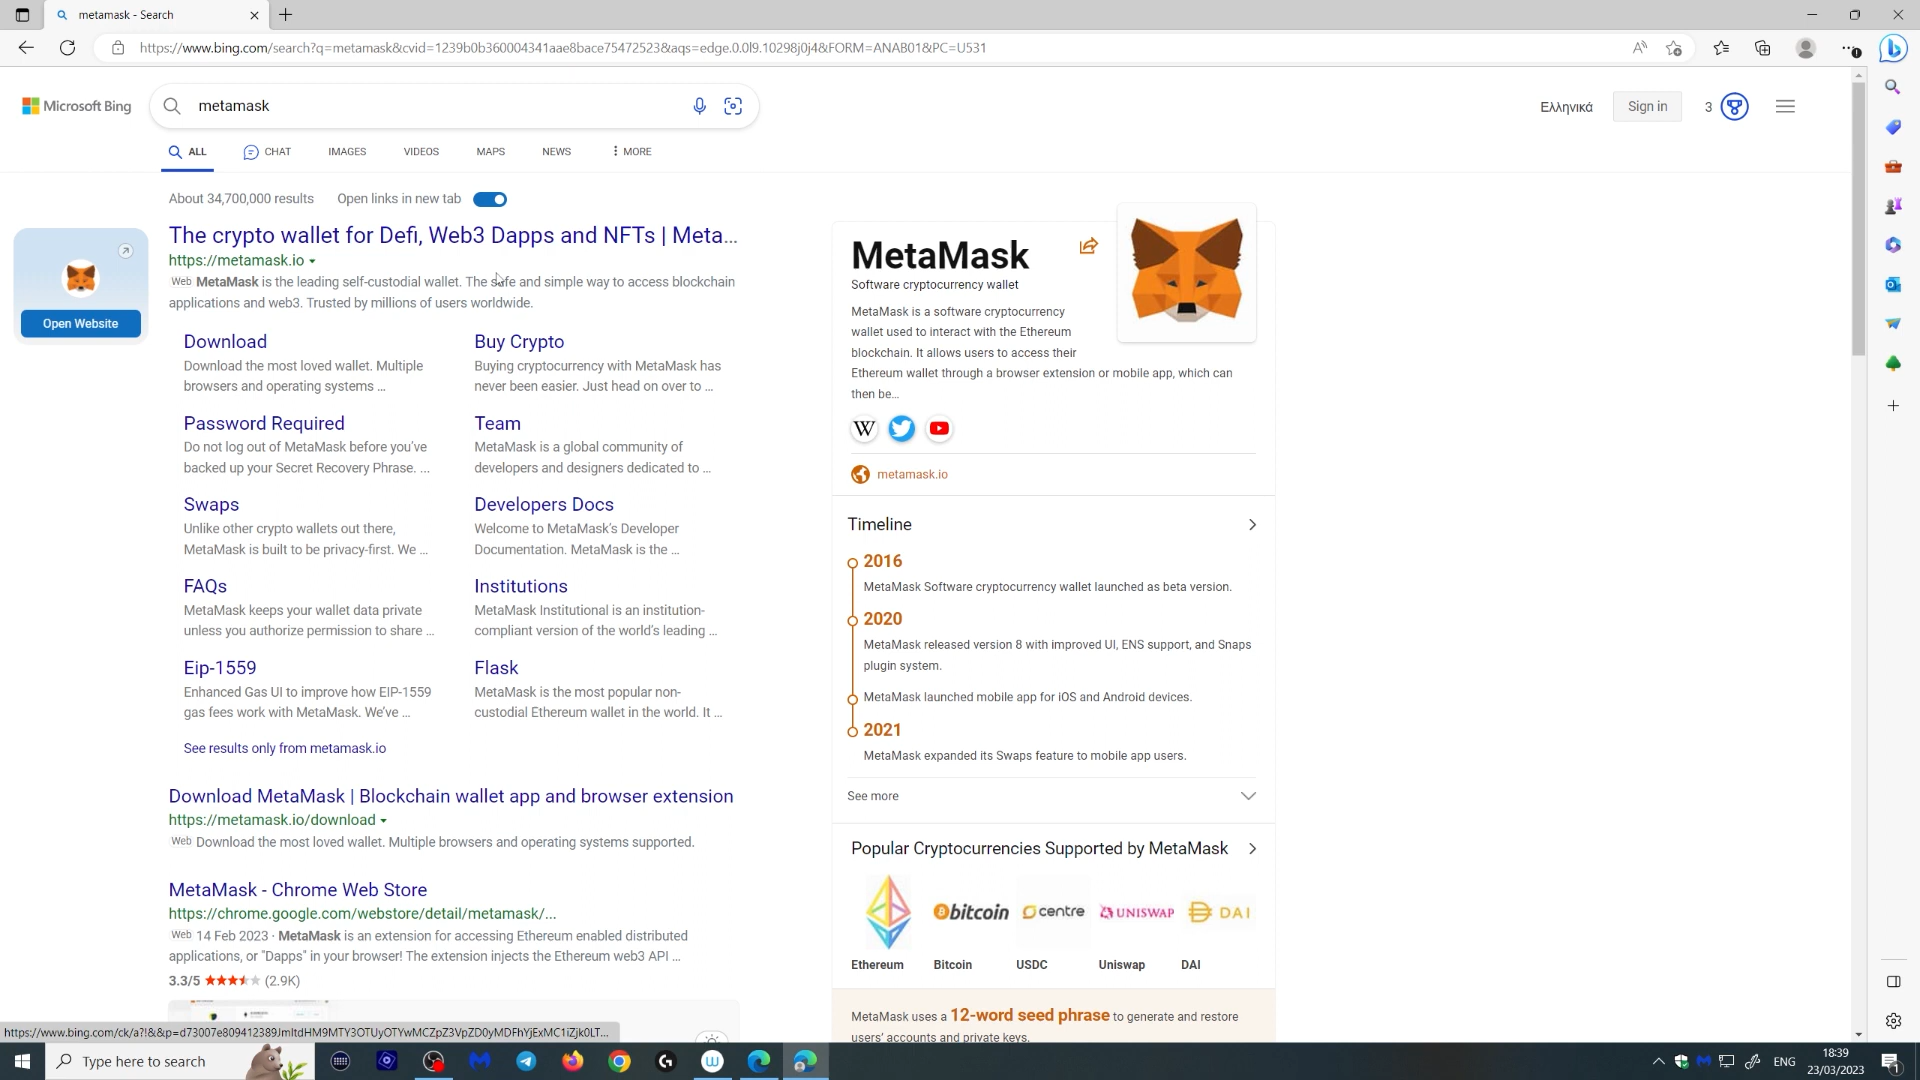 metamask - Search
https://www.bing.com/search?q=metamask&cvid=1239b0b360004341aae8bace75472523&aqs=edge.0.0l9.10298j0j4&FORM=ANAB01&PC=U531
Microsoft Bing
metamask
Ελληνικά
Sign in
3
ALL
CHAT
IMAGES
VIDEOS
MAPS
NEWS
MORE
About 34,700,000 results
Open links in new tab
Open Website
The crypto wallet for Defi, Web3 Dapps and NFTs | Meta...
https://metamask.io
Web MetaMask is the leading self-custodial wallet. The safe and simple way to access blockchain
applications and web3. Trusted by millions of users worldwide.
Download
Download the most loved wallet. Multiple
browsers and operating systems ...
Buy Crypto
Buying cryptocurrency with MetaMask has
never been easier. Just head on over to ...
Password Required
Do not log out of MetaMask before you've
backed up your Secret Recovery Phrase. ...
Team
MetaMask is a global community of
developers and designers dedicated to ...
Swaps
Unlike other crypto wallets out there,
MetaMask is built to be privacy-first. We ...
Developers Docs
Welcome to MetaMask's Developer
Documentation. MetaMask is the ...
FAQs
MetaMask keeps your wallet data private
unless you authorize permission to share ...
Institutions
MetaMask Institutional is an institution-
compliant version of the world's leading ...
Eip-1559
Enhanced Gas UI to improve how EIP-1559
gas fees work with MetaMask. We've ...
Flask
MetaMask is the most popular non-
custodial Ethereum wallet in the world. It ...
See results only from metamask.io
Download MetaMask | Blockchain wallet app and browser extension
https://metamask.io/download
Web Download the most loved wallet. Multiple browsers and operating systems supported.
MetaMask - Chrome Web Store
https://chrome.google.com/webstore/detail/metamask/...
Web 14 Feb 2023 · MetaMask is an extension for accessing Ethereum enabled distributed
applications, or "Dapps" in your browser! The extension injects the Ethereum web3 API ...
3.3/5 (2.9K)
MetaMask
Software cryptocurrency wallet
MetaMask is a software cryptocurrency
wallet used to interact with the Ethereum
blockchain. It allows users to access their
Ethereum wallet through a browser extension or mobile app, which can
then be...
W
metamask.io
Timeline
2016
MetaMask Software cryptocurrency wallet launched as beta version.
2020
MetaMask released version 8 with improved UI, ENS support, and Snaps
plugin system.
MetaMask launched mobile app for iOS and Android devices.
2021
MetaMask expanded its Swaps feature to mobile app users.
See more
Popular Cryptocurrencies Supported by MetaMask
bitcoin
centre
UNISWAP
DAI
Ethereum
Bitcoin
USDC
Uniswap
DAI
MetaMask uses a 12-word seed phrase to generate and restore
users' accounts and private keys.
Type here to search
ENG
18:39
23/03/2023
1